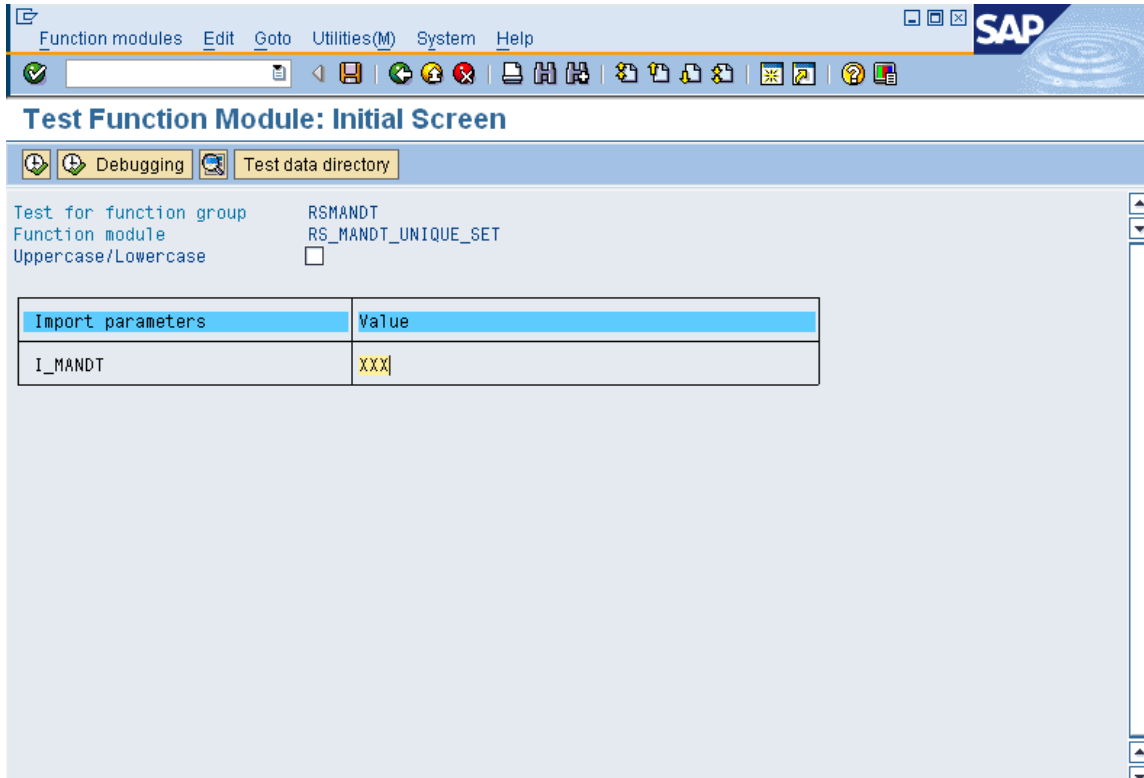 Function modules Edit Goto Utilities(M) System Help
SAP
Test Function Module: Initial Screen
Debugging Test data directory
Test for function group RSMANDT
Function module RS_MANDT_UNIQUE_SET
Uppercase/Lowercase
Import parameters Value
I_MANDT XXX